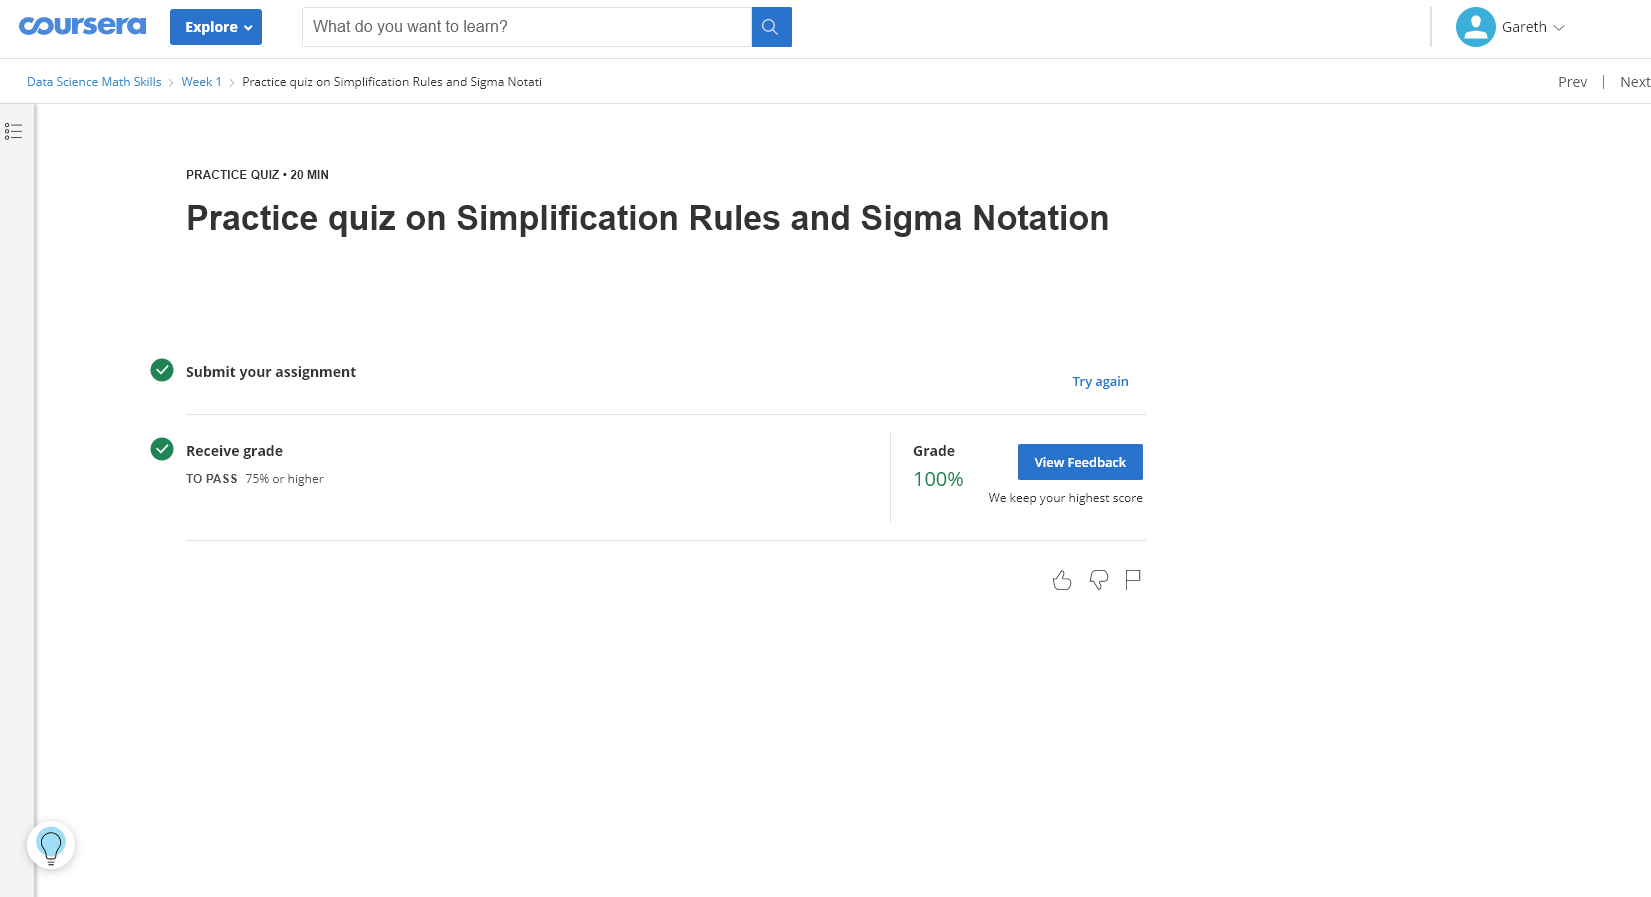 coursera
Explore
What do you want to learn?
Gareth
Data Science Math Skills > Week 1 > Practice quiz on Simplification Rules and Sigma Notati
Prev | Next
PRACTICE QUIZ • 20 MIN
Practice quiz on Simplification Rules and Sigma Notation
Submit your assignment
Try again
Receive grade
TO PASS 75% or higher
Grade
100%
View Feedback
We keep your highest score